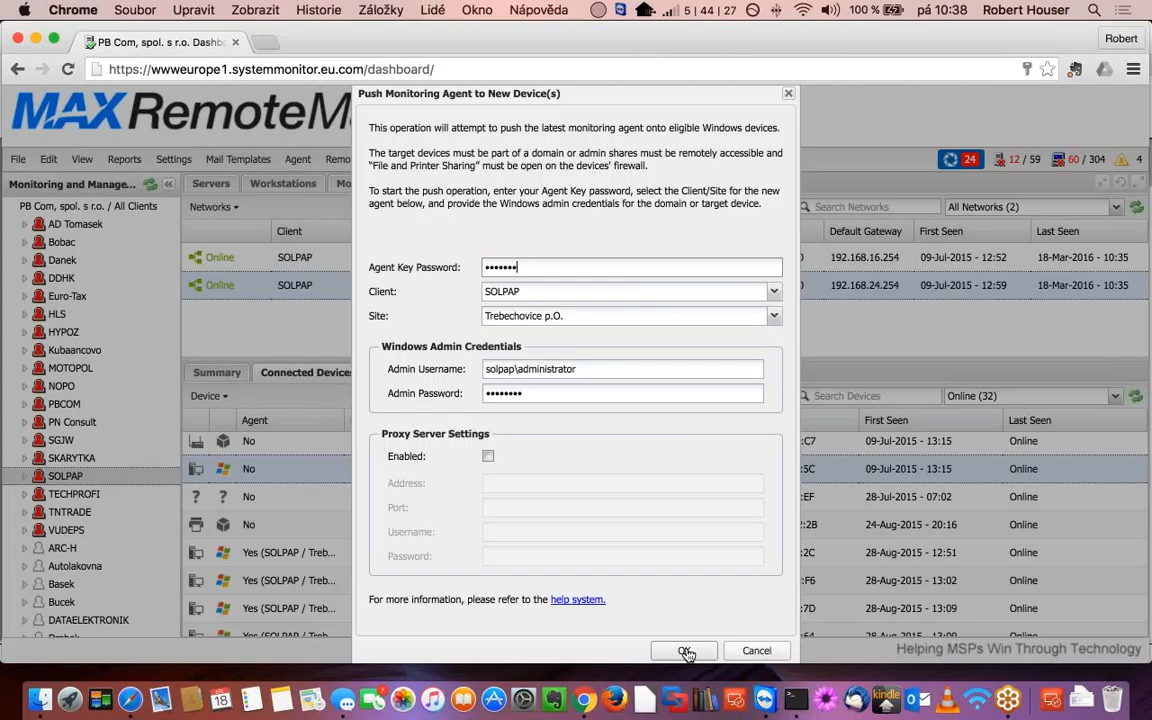 Chrome Soubor Upravit Zobrazit Historie Záložky Lidé Okno Nápověda 5 | 44 | 27 100 % pá 10:38 Robert Houser
PB Com, spol. s r.o. Dashb
Robert
https://wwweurope1.systemmonitor.eu.com/dashboard/
MAXRemoteMa
Push Monitoring Agent to New Device(s)
This operation will attempt to push the latest monitoring agent onto eligible Windows devices.
The target devices must be part of a domain or admin shares must be remotely accessible and
"File and Printer Sharing" must be open on the devices' firewall.
To start the push operation, enter your Agent Key password, select the Client/Site for the new
agent below, and provide the Windows admin credentials for the domain or target device.
Agent Key Password: •••••••
Client: SOLPAP
Site: Trebechovice p.O.
Windows Admin Credentials
Admin Username: solpap\administrator
Admin Password: ••••••••
Proxy Server Settings
Enabled:
Address:
Port:
Username:
Password:
For more information, please refer to the help system.
OK Cancel
File Edit View Reports Settings Mail Templates Agent Remo
24 12 / 59 60 / 304 4
Monitoring and Manage...
PB Com, spol. s r.o. / All Clients
AD Tomasek
Bobac
Danek
DDHK
Euro-Tax
HLS
HYPOZ
Kubaancovo
MOTOPOL
NOPO
PBCOM
PN Consult
SGJW
SKARYTKA
SOLPAP
TECHPROFI
TNTRADE
VUDEPS
ARC-H
Autolakovna
Basek
Bucek
DATAELEKTRONIK
Servers Workstations Mo
Networks
Search Networks All Networks (2)
Client Default Gateway First Seen Last Seen
Online SOLPAP 192.168.16.254 09-Jul-2015 - 12:52 18-Mar-2016 - 10:35
Online SOLPAP 192.168.24.254 09-Jul-2015 - 12:59 18-Mar-2016 - 10:35
Summary Connected Devices
Device Search Devices Online (32)
Agent First Seen Last Seen
No :C7 09-Jul-2015 - 13:15 Online
No :5C 09-Jul-2015 - 13:15 Online
? ? No :EF 28-Jul-2015 - 07:02 Online
No :2B 24-Aug-2015 - 20:16 Online
Yes (SOLPAP / Treb... :2C 28-Aug-2015 - 12:51 Online
Yes (SOLPAP / Treb... :F6 28-Aug-2015 - 13:02 Online
Yes (SOLPAP / Treb... :7D 28-Aug-2015 - 13:09 Online
Helping MSPs Win Through Technology
18
kindle